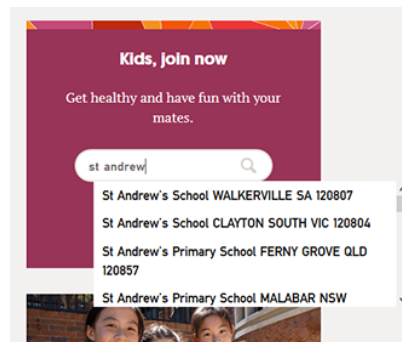 Kids, join now
Get healthy and have fun with your
mates.
st andrew
St Andrew's School WALKERVILLE SA 120807
St Andrew's School CLAYTON SOUTH VIC 120804
St Andrew's Primary School FERNY GROVE QLD
120857
St Andrew's Primary School MALABAR NSW